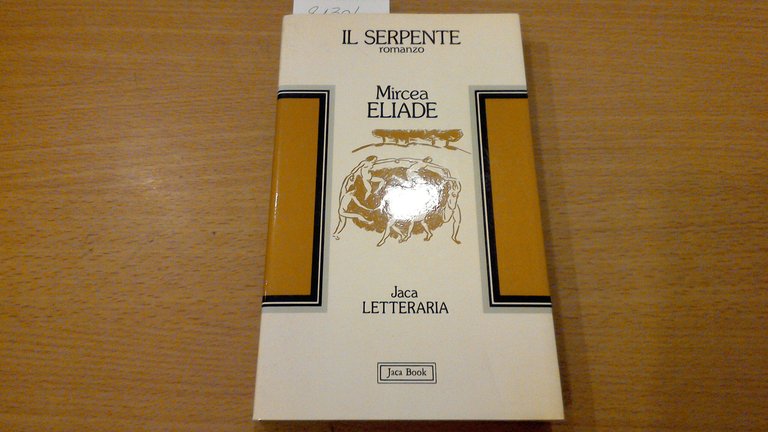 IL SERPENTE
romanzo
Mircea
ELIADE
Jaca
LETTERARIA
Jaca Book